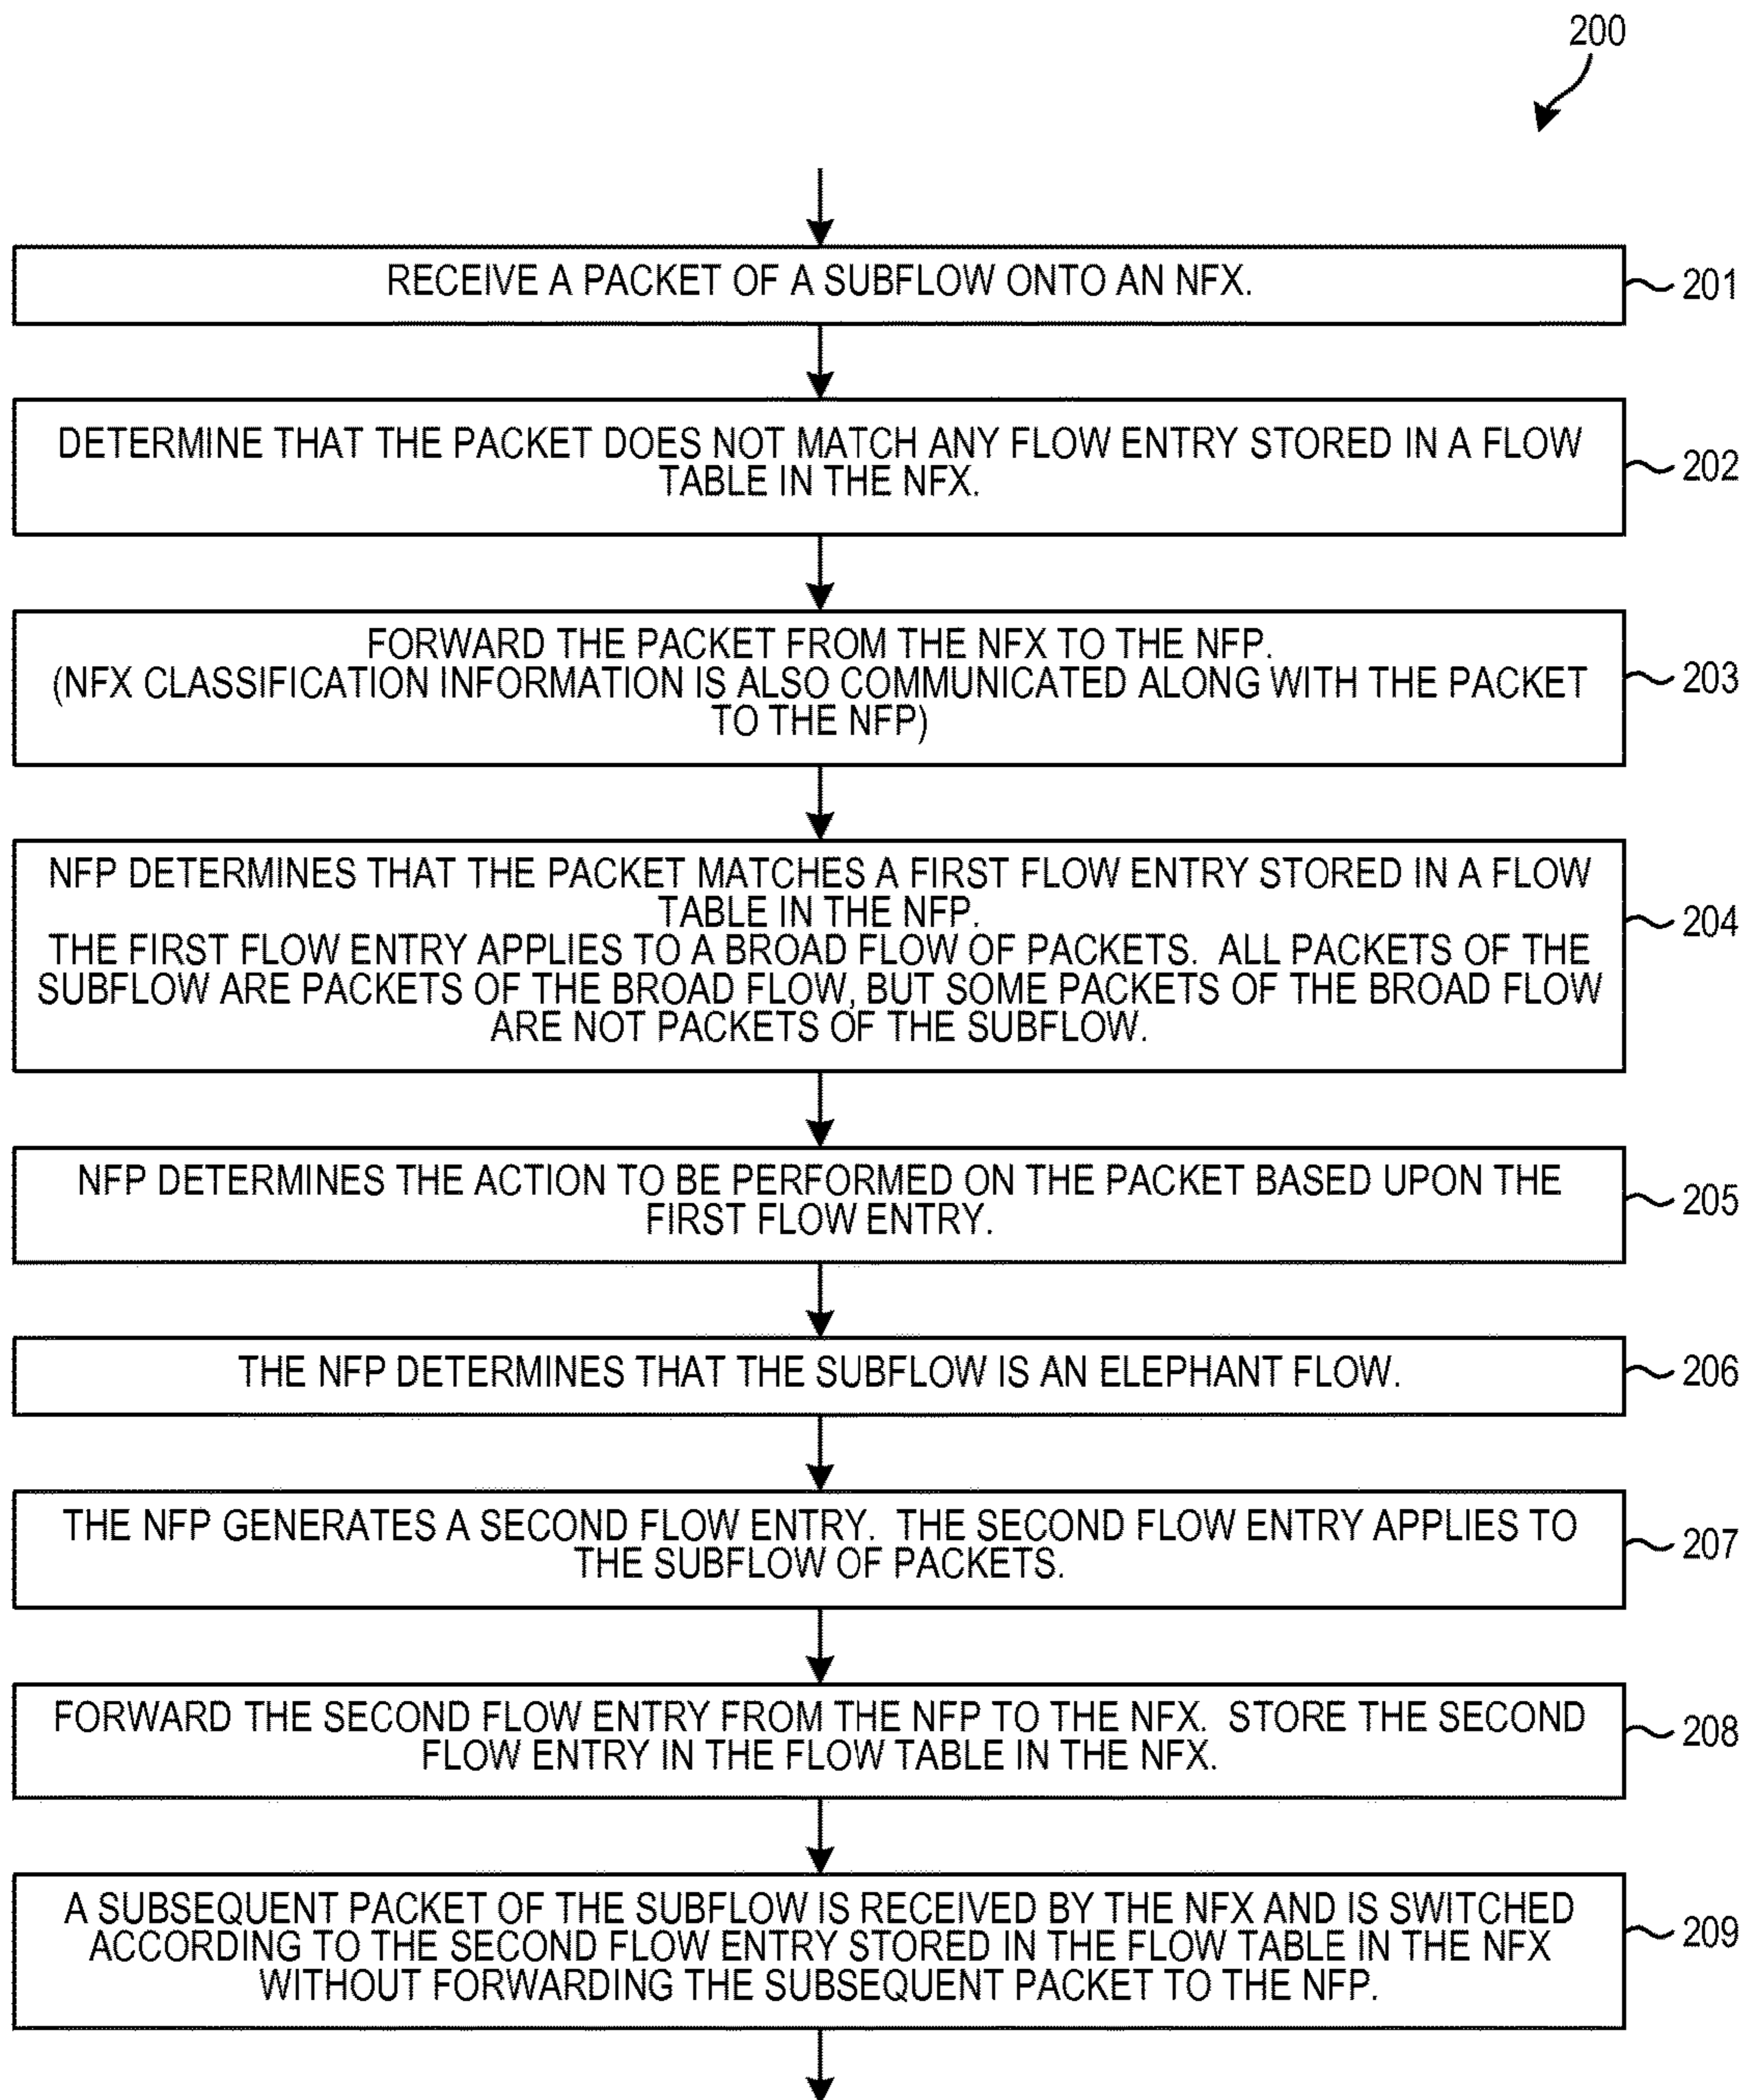 200
RECEIVE A PACKET OF A SUBFLOW ONTO AN NFX.
201
DETERMINE THAT THE PACKET DOES NOT MATCH ANY FLOW ENTRY STORED IN A FLOW
TABLE IN THE NFX.
202
FORWARD THE PACKET FROM THE NFX TO THE NFP.
(NFX CLASSIFICATION INFORMATION IS ALSO COMMUNICATED ALONG WITH THE PACKET
TO THE NFP)
203
NFP DETERMINES THAT THE PACKET MATCHES A FIRST FLOW ENTRY STORED IN A FLOW
TABLE IN THE NFP.
THE FIRST FLOW ENTRY APPLIES TO A BROAD FLOW OF PACKETS. ALL PACKETS OF THE
SUBFLOW ARE PACKETS OF THE BROAD FLOW, BUT SOME PACKETS OF THE BROAD FLOW
ARE NOT PACKETS OF THE SUBFLOW.
204
NFP DETERMINES THE ACTION TO BE PERFORMED ON THE PACKET BASED UPON THE
FIRST FLOW ENTRY.
205
THE NFP DETERMINES THAT THE SUBFLOW IS AN ELEPHANT FLOW.
206
THE NFP GENERATES A SECOND FLOW ENTRY. THE SECOND FLOW ENTRY APPLIES TO
THE SUBFLOW OF PACKETS.
207
FORWARD THE SECOND FLOW ENTRY FROM THE NFP TO THE NFX. STORE THE SECOND
FLOW ENTRY IN THE FLOW TABLE IN THE NFX.
208
A SUBSEQUENT PACKET OF THE SUBFLOW IS RECEIVED BY THE NFX AND IS SWITCHED
ACCORDING TO THE SECOND FLOW ENTRY STORED IN THE FLOW TABLE IN THE NFX
WITHOUT FORWARDING THE SUBSEQUENT PACKET TO THE NFP.
209